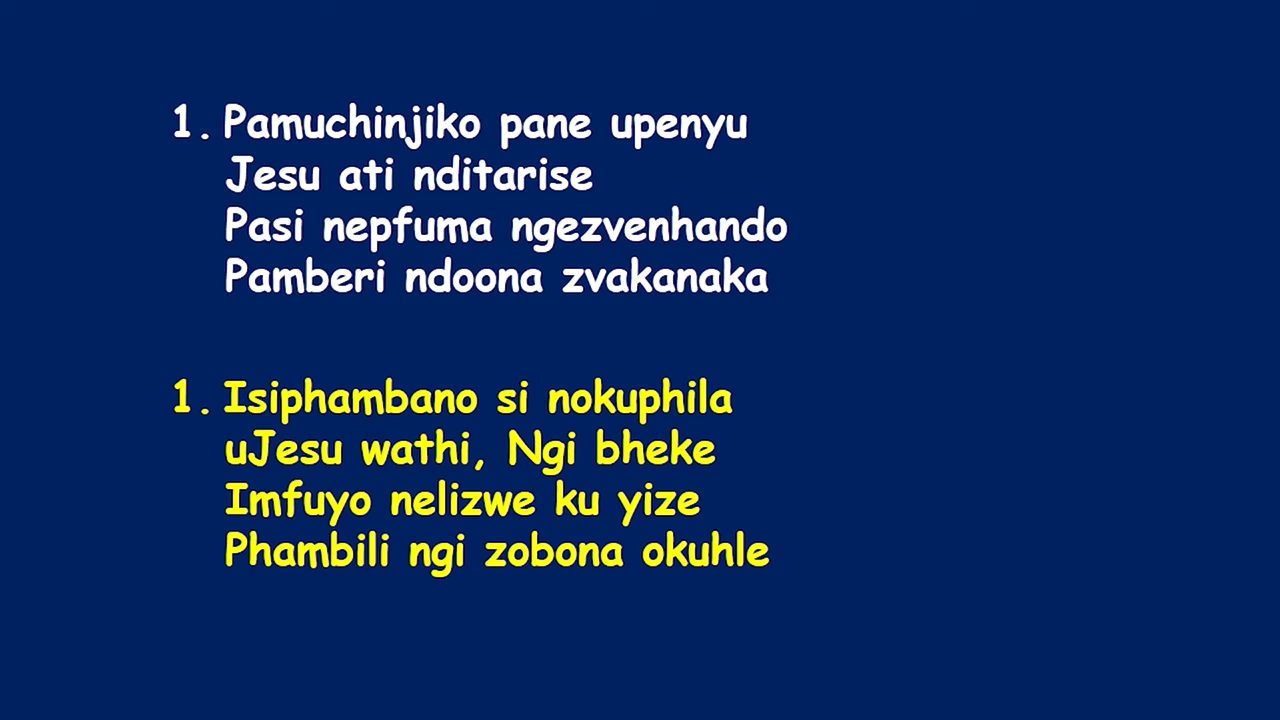 1. Pamuchinjiko pane upenyu
Jesu ati nditarise
Pasi nepfuma ngezvenhando
Pamberi ndoona zvakanaka
1. Isiphambano si nokuphila
uJesu wathi, Ngi bheke
Imfuyo nelizwe ku yize
Phambili ngi zobona okuhle